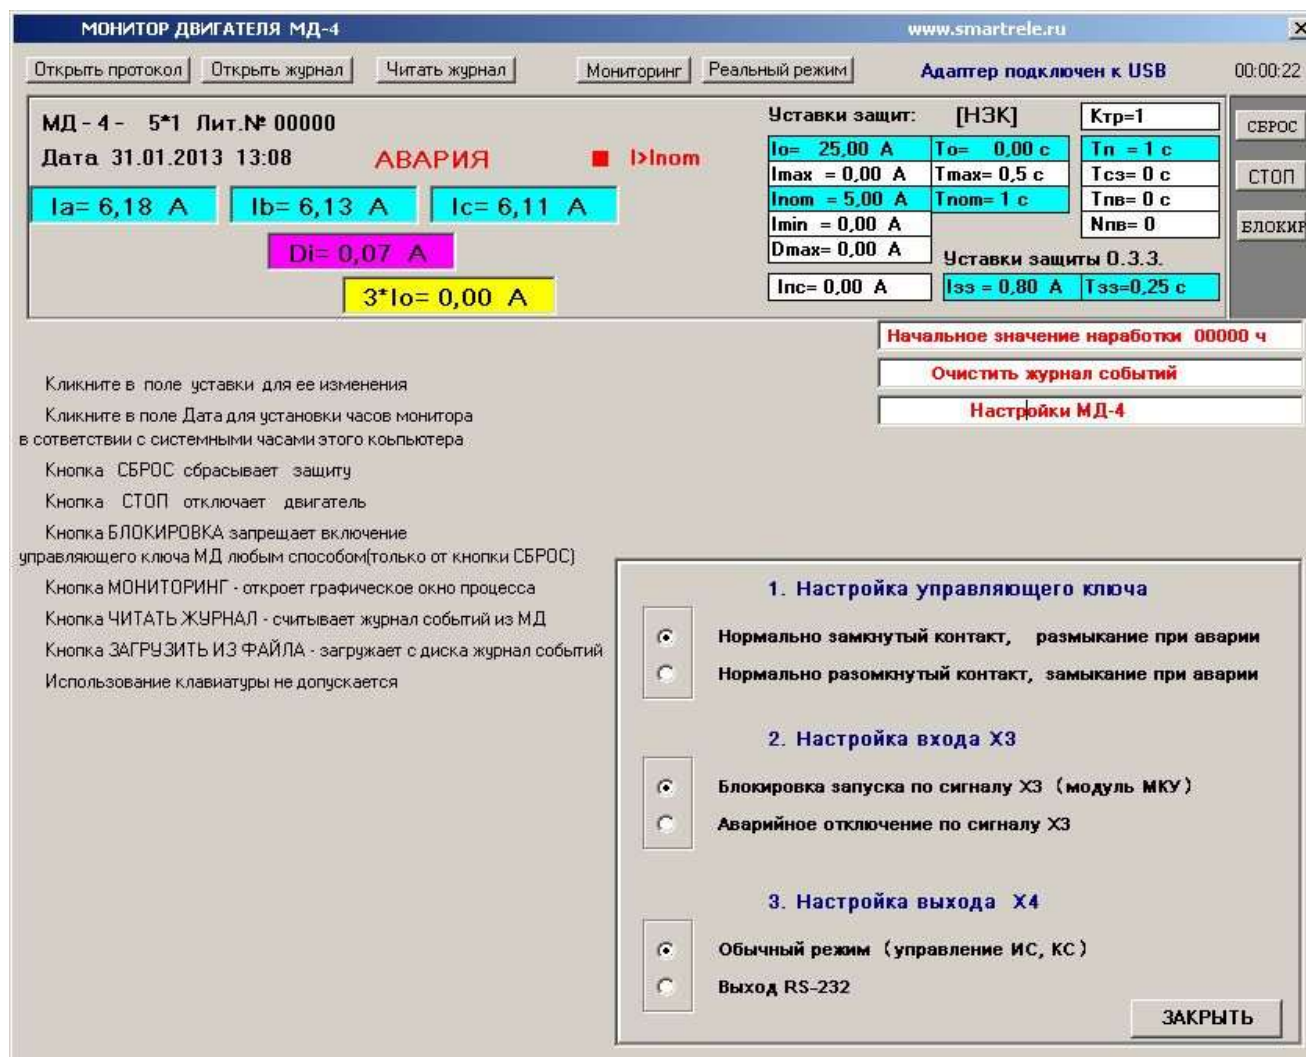 МОНИТОР ДВИГАТЕЛЯ МД-4 www.smartrele.ru
Открыть протокол Открыть журнал Читать журнал Мониторинг Реальный режим Адаптер подключен к USB 00:00:22
МД - 4 - 5*1 Лит.№ 00000
Дата 31.01.2013 13:08 АВАРИЯ I>Inom
Ia= 6,18 A Ib= 6,13 A Ic= 6,11 A
Di= 0,07 A
3*Io= 0,00 A
Уставки защит: [НЗК] Kтр=1
Io= 25,00 A To= 0,00 c Тп = 1 с
Imax = 0,00 A Tmax= 0,5 c Тсз= 0 с
Inom = 5,00 A Tnom= 1 c Тпв= 0 с
Imin = 0,00 A Nпв= 0
Dmax= 0,00 A Уставки защиты О.З.З.
Inc= 0,00 A Iзз = 0,80 A Тзз=0,25 с
СБРОС
СТОП
БЛОКИР
Начальное значение наработки 00000 ч
Очистить журнал событий
Настройки МД-4
Кликните в поле уставки для ее изменения
Кликните в поле Дата для установки часов монитора
в сответствии с системными часами этого коьпьютера
Кнопка СБРОС сбрасывает защиту
Кнопка СТОП отключает двигатель
Кнопка БЛОКИРОВКА запрещает включение
управляющего ключа МД любым способом(только от кнопки СБРОС)
Кнопка МОНИТОРИНГ - откроет графическое окно процесса
Кнопка ЧИТАТЬ ЖУРНАЛ - считывает журнал событий из МД
Кнопка ЗАГРУЗИТЬ ИЗ ФАЙЛА - загружает с диска журнал событий
Использование клавиатуры не допускается
1. Настройка управляющего ключа
Нормально замкнутый контакт, размыкание при аварии
Нормально разомкнутый контакт, замыкание при аварии
2. Настройка входа X3
Блокировка запуска по сигналу X3 (модуль МКУ)
Аварийное отключение по сигналу X3
3. Настройка выхода X4
Обычный режим (управление ИС, КС)
Выход RS-232
ЗАКРЫТЬ